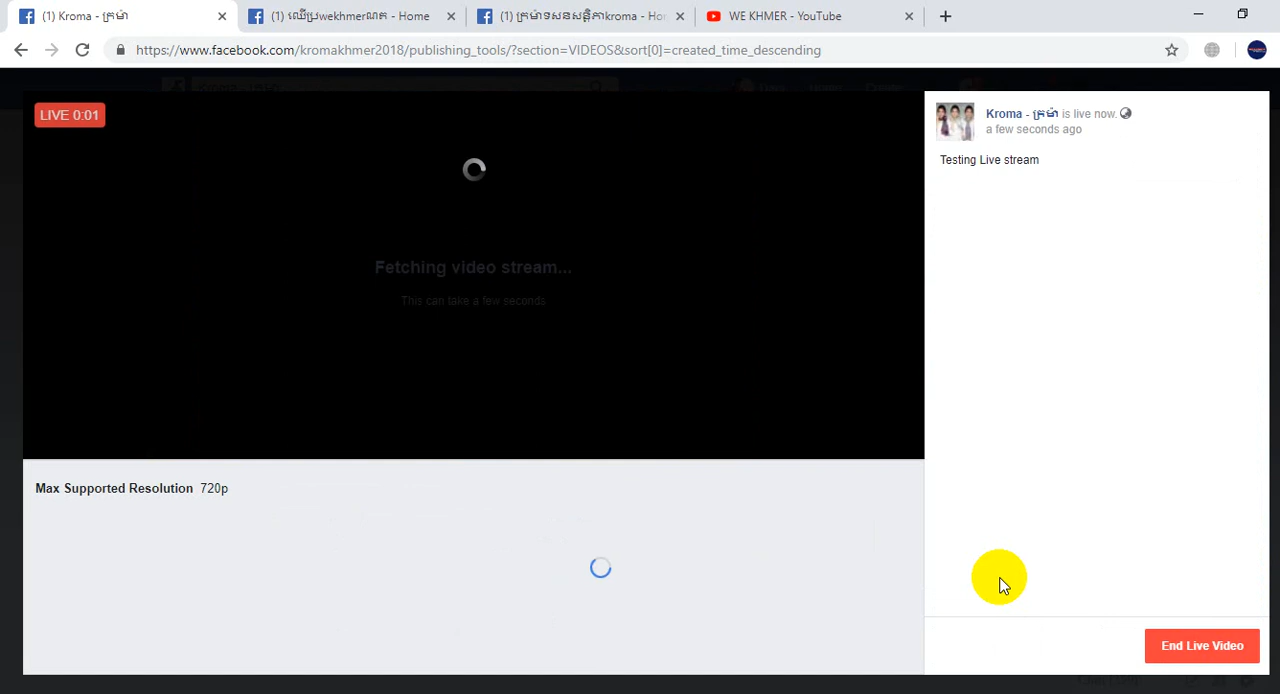 (1) Kroma - ក្រម៉ា
(1) ឈើប្រwekhmerណត - Home
(1) ក្រម៉ាទសនសន្តិភាkroma - Ho
WE KHMER - YouTube
https://www.facebook.com/kromakhmer2018/publishing_tools/?section=VIDEOS&sort[0]=created_time_descending
LIVE 0:01
Fetching video stream...
This can take a few seconds
Max Supported Resolution 720p
Kroma - ក្រម៉ា is live now.
a few seconds ago
Testing Live stream
End Live Video